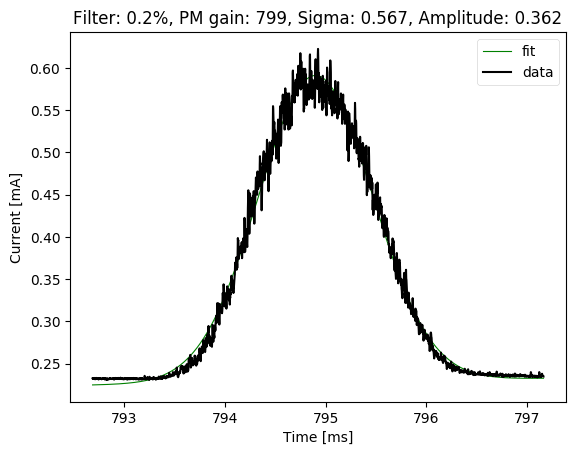 Filter: 0.2%, PM gain: 799, Sigma: 0.567, Amplitude: 0.362
fit
data
0.60
0.55
0.50
0.45
0.40
0.35
0.30
0.25
Current [mA]
793 794 795 796 797
Time [ms]